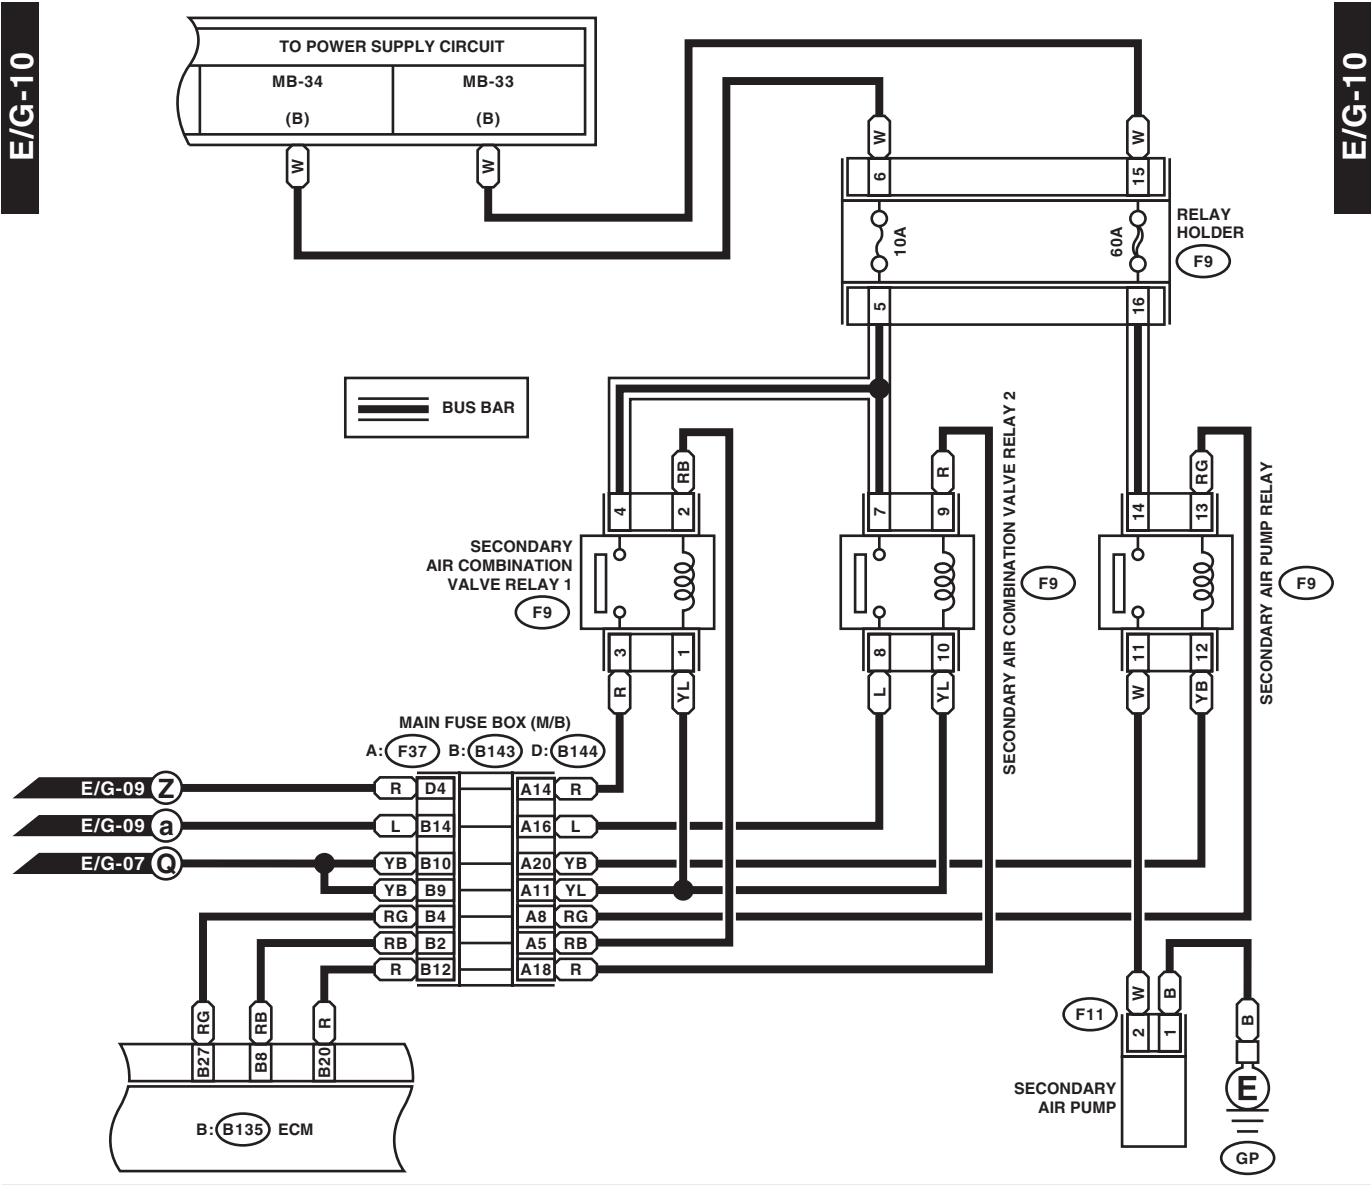 E/G-10
E/G-10
TO POWER SUPPLY CIRCUIT
MB-34
MB-33
(B)
(B)
W
W
W
W
6
15
10A
60A
RELAY
HOLDER
F9
5
16
BUS BAR
RB
R
RG
4
2
7
9
14
13
SECONDARY
AIR COMBINATION
VALVE RELAY 1
F9
SECONDARY AIR COMBINATION VALVE RELAY 2
F9
SECONDARY AIR PUMP RELAY
F9
3
1
8
10
11
12
R
YL
L
YL
W
YB
MAIN FUSE BOX (M/B)
A: F37 B: B143 D: B144
E/G-09 Z R D4 A14 R
E/G-09 a L B14 A16 L
E/G-07 Q YB B10 A20 YB
YB B9 A11 YL
RG B4 A8 RG
RB B2 A5 RB
R B12 A18 R
RG
RB
R
B27
B8
B20
B: B135 ECM
W
B
B
F11
2
1
SECONDARY
AIR PUMP
E
GP